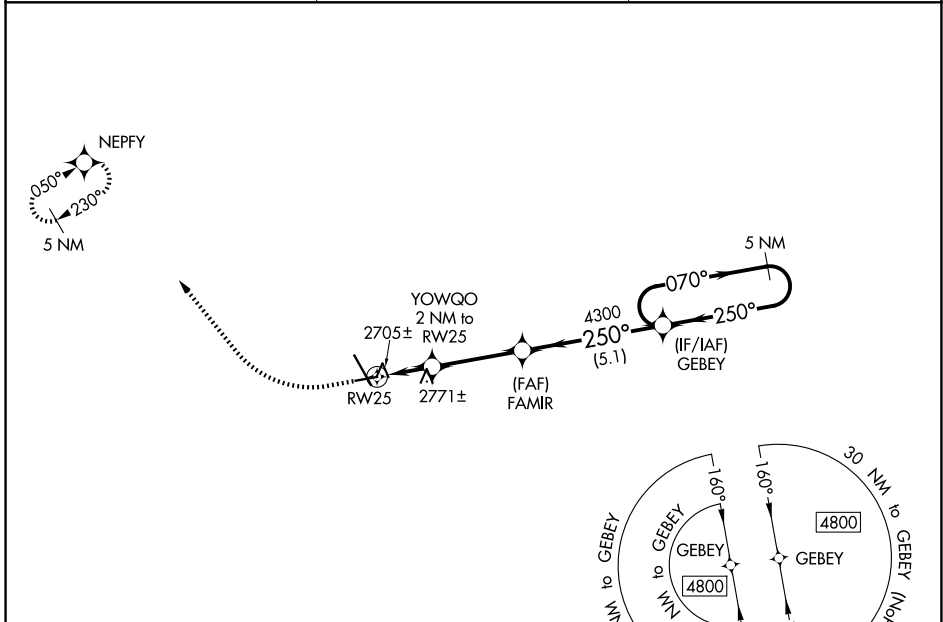 NEPFY
050°
230°
5 NM
5 NM
070°
250°
4300
250°
(5.1)
(IF/IAF)
GEBEY
YOWQO
2 NM to
RW25
2705±
2771±
RW25
(FAF)
FAMIR
160°
160°
30 NM to GEBEY
NM to GEBEY
NM to GEBEY
GEBEY
4800
4800
GEBEY